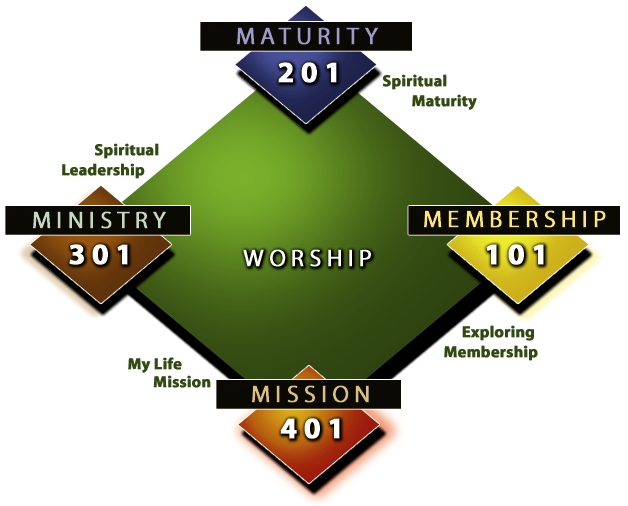 MATURITY
201
Spiritual
Maturity
Spiritual
Leadership
MINISTRY
301
WORSHIP
MEMBERSHIP
101
Exploring
Membership
My Life
Mission
MISSION
401